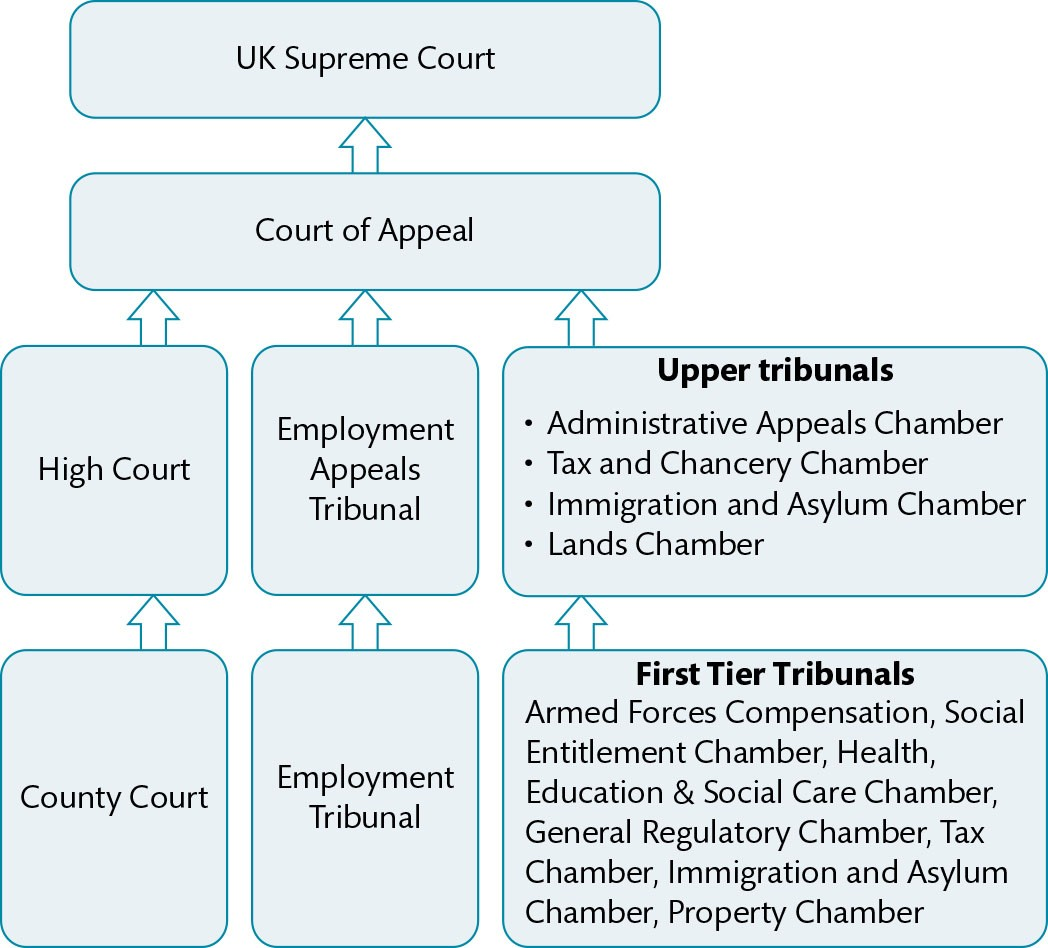 UK Supreme Court
Court of Appeal
High Court
Employment
Appeals
Tribunal
Upper tribunals
• Administrative Appeals Chamber
• Tax and Chancery Chamber
• Immigration and Asylum Chamber
• Lands Chamber
County Court
Employment
Tribunal
First Tier Tribunals
Armed Forces Compensation, Social
Entitlement Chamber, Health,
Education & Social Care Chamber,
General Regulatory Chamber, Tax
Chamber, Immigration and Asylum
Chamber, Property Chamber